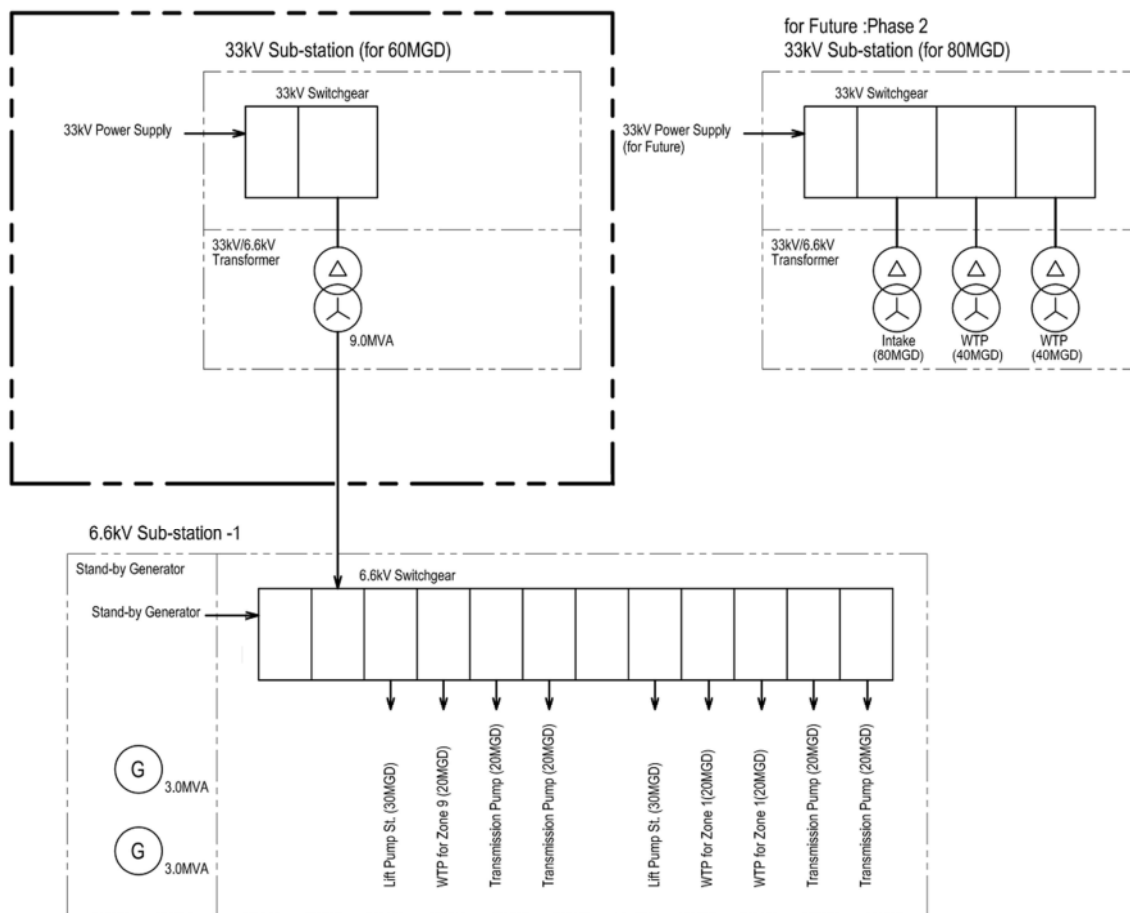 33kV Sub-station (for 60MGD)
33kV Switchgear
33kV Power Supply
33kV/6.6kV
Transformer
9.0MVA
for Future :Phase 2
33kV Sub-station (for 80MGD)
33kV Switchgear
33kV Power Supply
(for Future)
33kV/6.6kV
Transformer
Intake
(80MGD)
WTP
(40MGD)
WTP
(40MGD)
6.6kV Sub-station -1
Stand-by Generator
6.6kV Switchgear
Stand-by Generator
G
3.0MVA
G
3.0MVA
Lift Pump St. (30MGD)
WTP for Zone 9 (20MGD)
Transmission Pump (20MGD)
Transmission Pump (20MGD)
Lift Pump St. (30MGD)
WTP for Zone 1(20MGD)
WTP for Zone 1(20MGD)
Transmission Pump (20MGD)
Transmission Pump (20MGD)